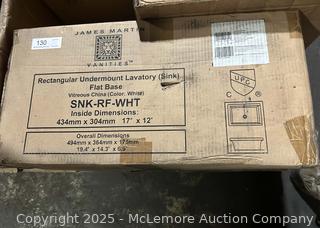 130
JAMES MARTIN
VANITIES™
Rectangular Undermount Lavatory (Sink)
Flat Base
Vitreous China (Color: White)
SNK-RF-WHT
Inside Dimensions:
434mm x 304mm 17" x 12'
Overall Dimensions
494mm x 364mm x 175mm
19.4" x 14.3" x 6.9"
UPC
C
Copyright - 2025 - McLemore Auction Company